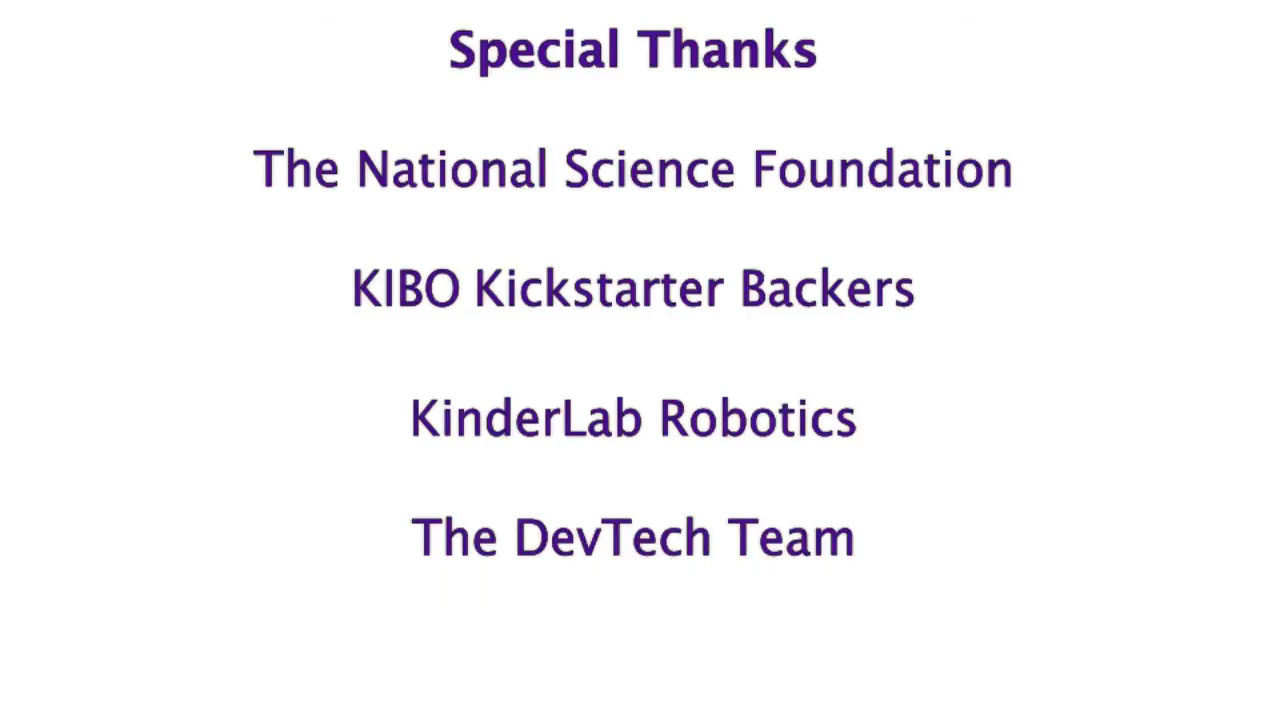 Special Thanks
The National Science Foundation
KIBO Kickstarter Backers
KinderLab Robotics
The DevTech Team